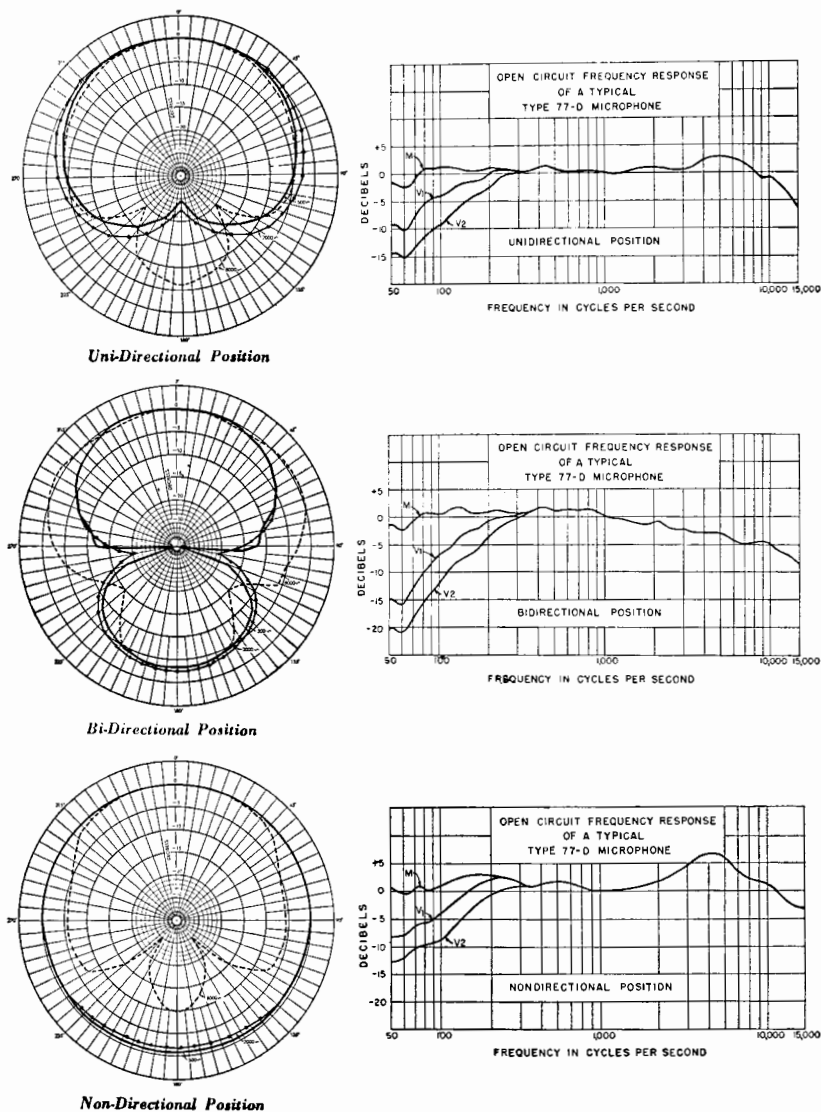 OPEN CIRCUIT FREQUENCY RESPONSE
OF A TYPICAL
TYPE 77-D MICROPHONE
+5
0
-5
-10
-15
DECIBELS
M
V1
V2
UNIDIRECTIONAL POSITION
50
100
1,000
10,000
15,000
FREQUENCY IN CYCLES PER SECOND
Uni-Directional Position
OPEN CIRCUIT FREQUENCY RESPONSE
OF A TYPICAL
TYPE 77-D MICROPHONE
+5
0
-5
-10
-15
-20
DECIBELS
M
V1
V2
BIDIRECTIONAL POSITION
50
100
1,000
10,000
15,000
FREQUENCY IN CYCLES PER SECOND
Bi-Directional Position
OPEN CIRCUIT FREQUENCY RESPONSE
OF A TYPICAL
TYPE 77-D MICROPHONE
+5
0
-5
-10
-15
-20
DECIBELS
M
V1
V2
NONDIRECTIONAL POSITION
50
100
1,000
10,000
15,000
FREQUENCY IN CYCLES PER SECOND
Non-Directional Position